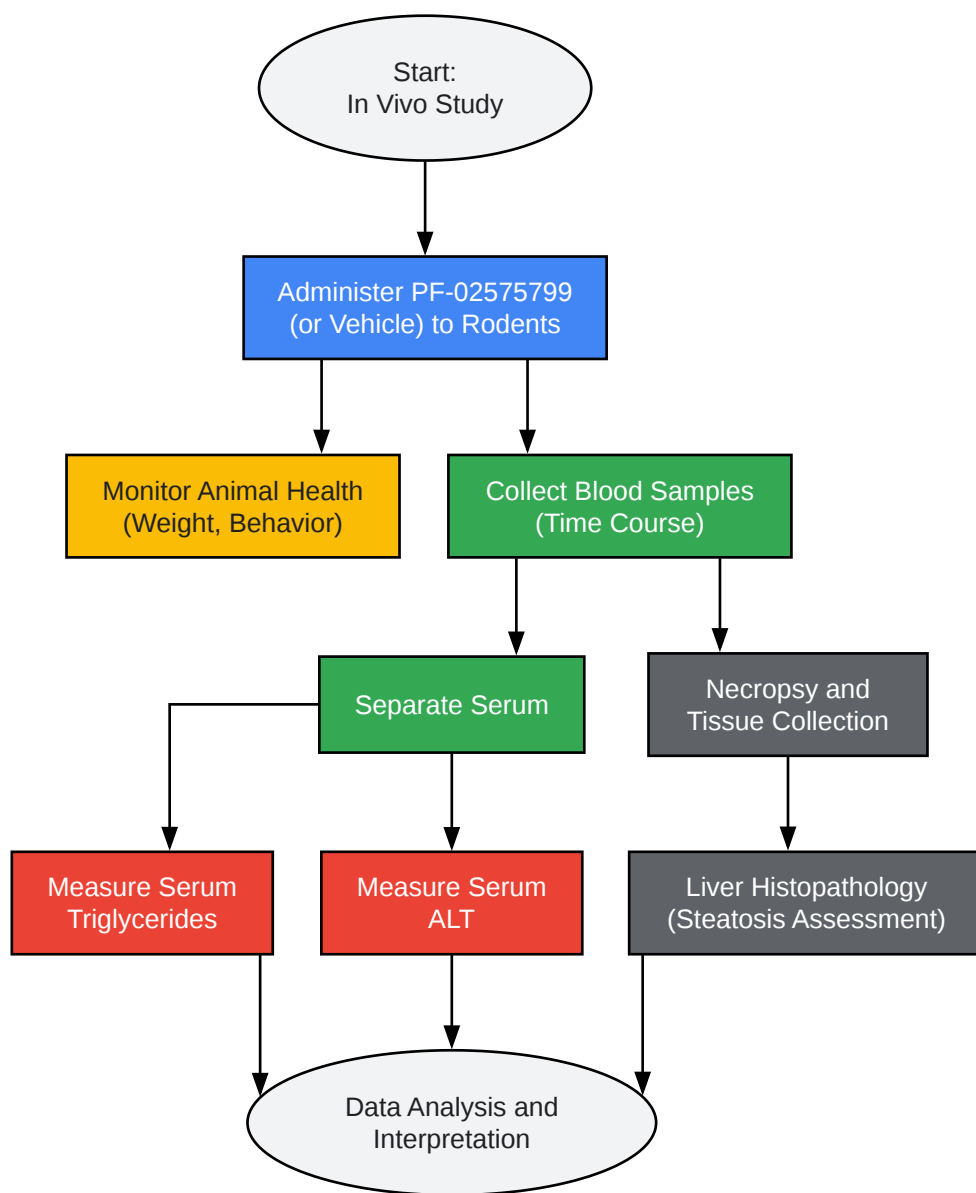 Start:
In Vivo Study
Administer PF-02575799
(or Vehicle) to Rodents
Monitor Animal Health
(Weight, Behavior)
Collect Blood Samples
(Time Course)
Separate Serum
Necropsy and
Tissue Collection
Measure Serum
Triglycerides
Measure Serum
ALT
Liver Histopathology
(Steatosis Assessment)
Data Analysis and
Interpretation